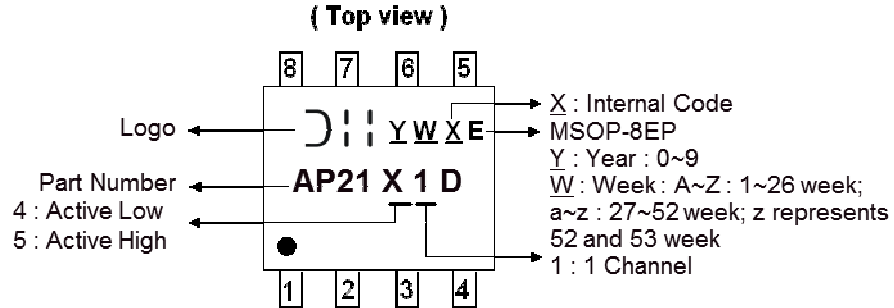 ( Top view )
8 7 6 5
Logo
Y W X E
X : Internal Code
MSOP-8EP
Y : Year : 0~9
W : Week : A~Z : 1~26 week;
a~z : 27~52 week; z represents
52 and 53 week
1 : 1 Channel
Part Number
4 : Active Low
5 : Active High
AP21 X 1 D
1 2 3 4